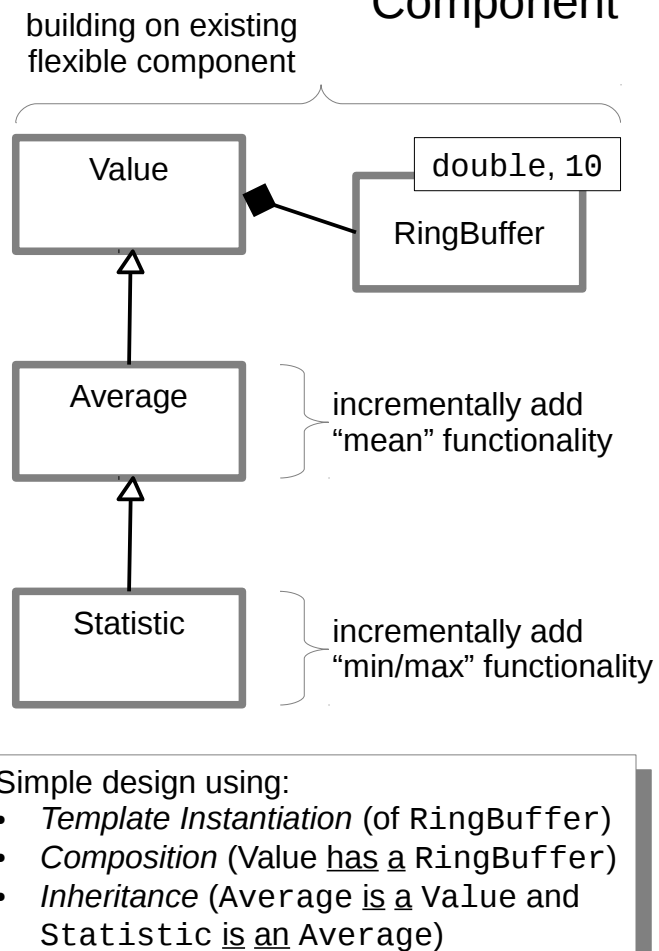 Component
building on existing
flexible component
Value
double, 10
RingBuffer
Average
incrementally add
“mean” functionality
Statistic
incrementally add
“min/max” functionality
Simple design using:
• Template Instantiation (of RingBuffer)
• Composition (Value has a RingBuffer)
• Inheritance (Average is a Value and
Statistic is an Average)